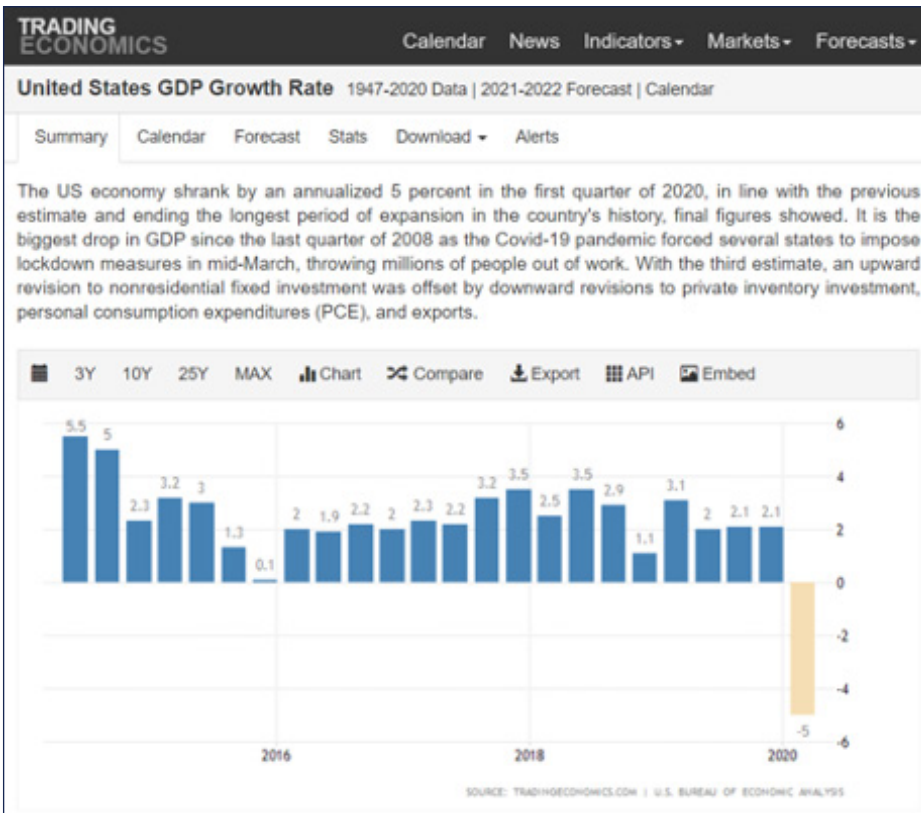 TRADING
ECONOMICS
Calendar News Indicators Markets Forecasts
United States GDP Growth Rate 1947-2020 Data | 2021-2022 Forecast | Calendar
Summary Calendar Forecast Stats Download Alerts
The US economy shrank by an annualized 5 percent in the first quarter of 2020, in line with the previous
estimate and ending the longest period of expansion in the country's history, final figures showed. It is the
biggest drop in GDP since the last quarter of 2008 as the Covid-19 pandemic forced several states to impose
lockdown measures in mid-March, throwing millions of people out of work. With the third estimate, an upward
revision to nonresidential fixed investment was offset by downward revisions to private inventory investment,
personal consumption expenditures (PCE), and exports.
3Y 10Y 25Y MAX Chart Compare Export API Embed
5.5 5 2.3 3.2 3 1.3 0.1 2 1.9 2.2 2 2.3 2.2 3.2 3.5 2.5 3.5 2.9 1.1 3.1 2 2.1 2.1 -5
6
4
2
0
-2
-4
-6
2016 2018 2020
SOURCE: TRADINGECONOMICS.COM | U.S. BUREAU OF ECONOMIC ANALYSIS